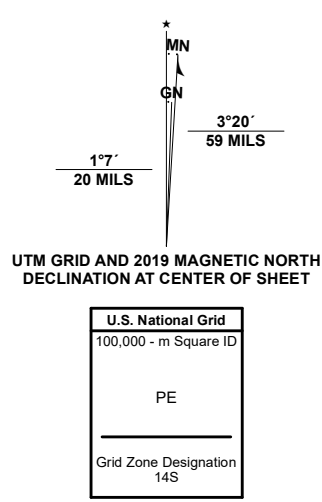 ★
MN
GN
3°20´
59 MILS
1°7´
20 MILS
UTM GRID AND 2019 MAGNETIC NORTH
DECLINATION AT CENTER OF SHEET
U.S. National Grid
100,000 - m Square ID
PE
Grid Zone Designation
14S